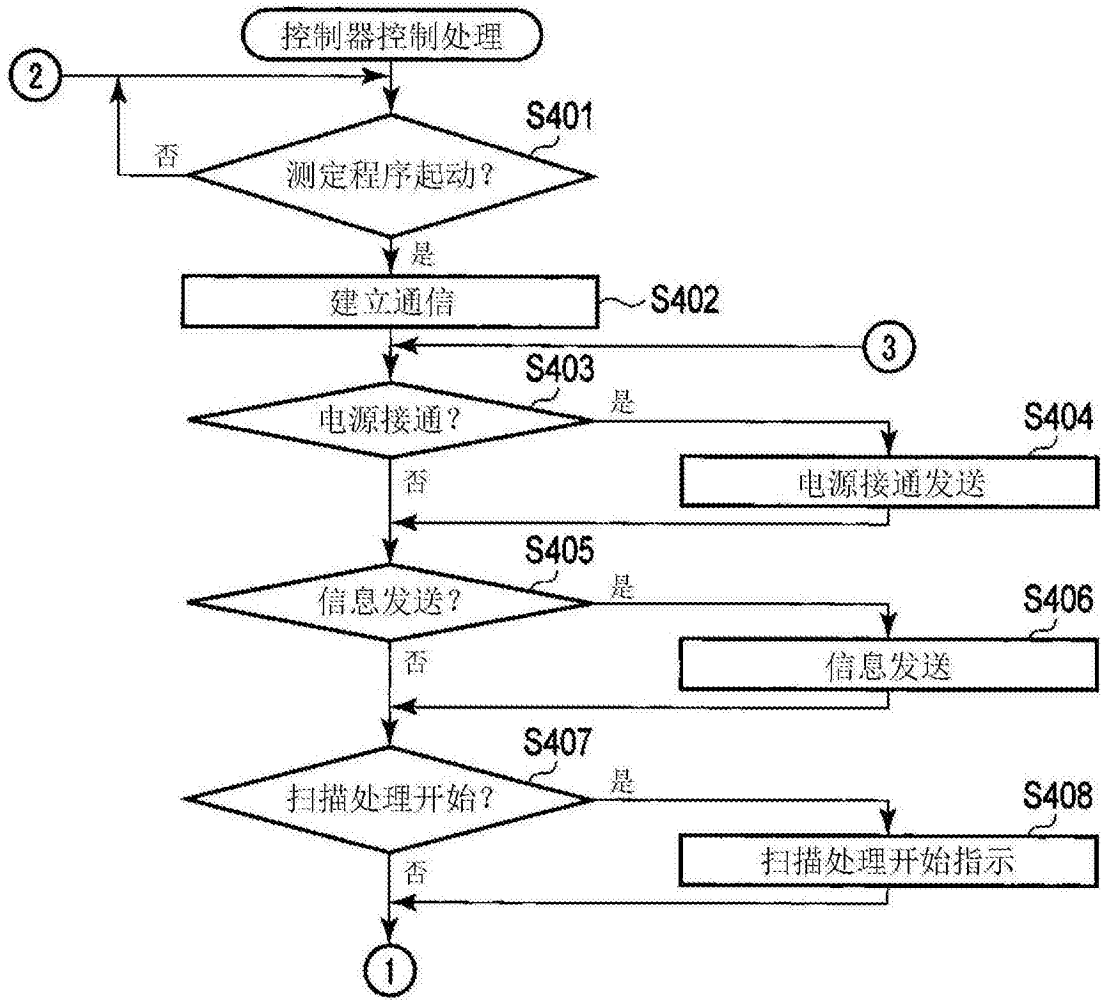 控制器控制处理
2
S401
否
测定程序起动？
是
建立通信
S402
3
S403
电源接通？
是
S404
电源接通发送
否
S405
信息发送？
是
S406
信息发送
否
S407
扫描处理开始？
是
S408
扫描处理开始指示
否
1